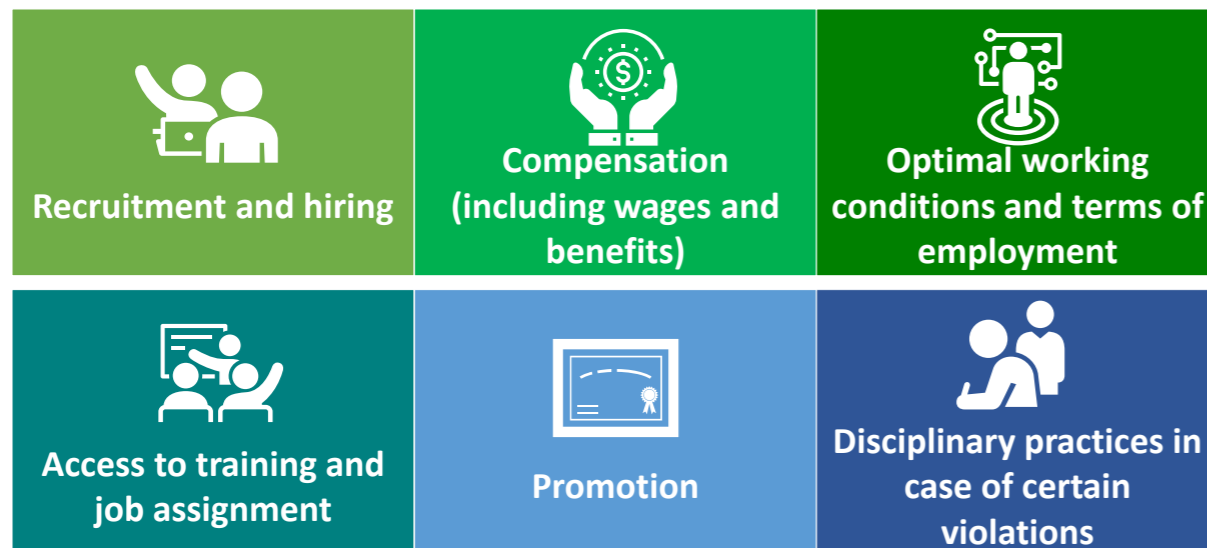 Recruitment and hiring
Compensation
(including wages and
benefits)
Optimal working
conditions and terms of
employment
Access to training and
job assignment
Promotion
Disciplinary practices in
case of certain
violations